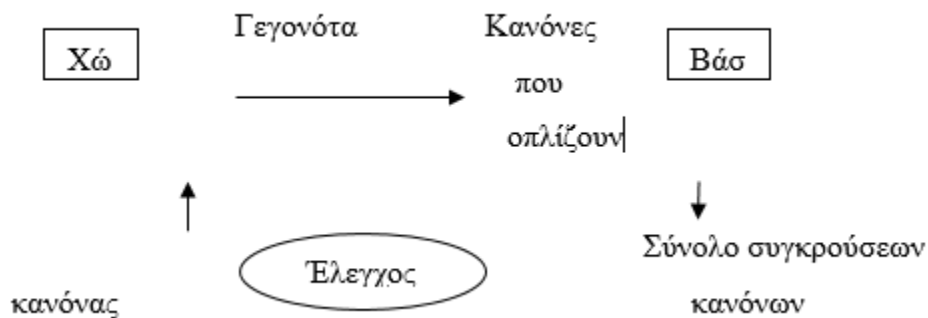 Γεγονότα Κανόνες
Χώ που Βάσ
οπλίζουν
Σύνολο συγκρούσεων
Έλεγχος
κανόνας κανόνων